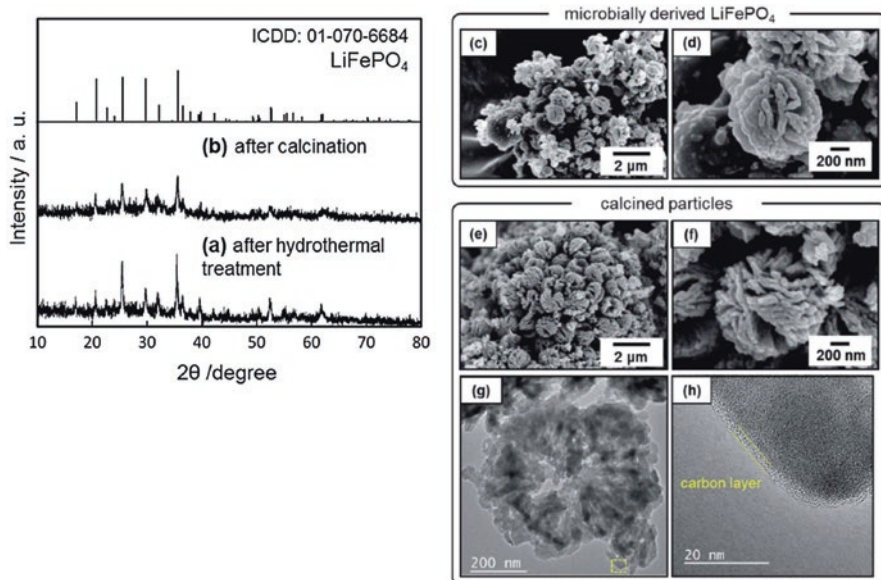 ICDD: 01-070-6684
LiFePO4
(b) after calcination
(a) after hydrothermal
treatment
Intensity / a. u.
10 20 30 40 50 60 70 80
2θ /degree
microbially derived LiFePO4
(c)
2 μm
(d)
200 nm
calcined particles
(e)
2 μm
(f)
200 nm
(g)
200 nm
(h)
carbon layer
20 nm